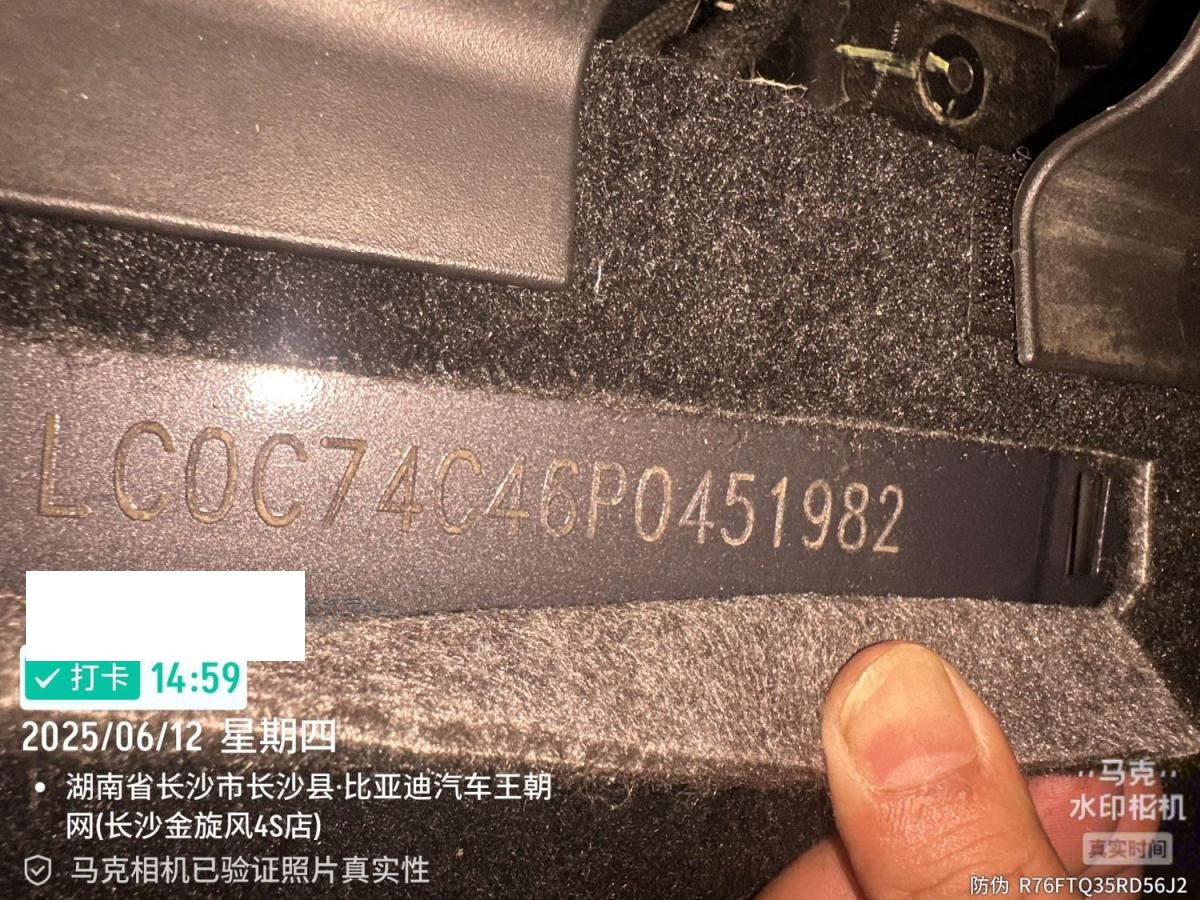 LC0C74C46P0451982
打卡 14:59
2025/06/12 星期四
• 湖南省长沙市长沙县·比亚迪汽车王朝
网(长沙金旋风4S店)
马克相机已验证照片真实性
马克
水印相机
真实时间
防伪 R76FTQ35RD56J2